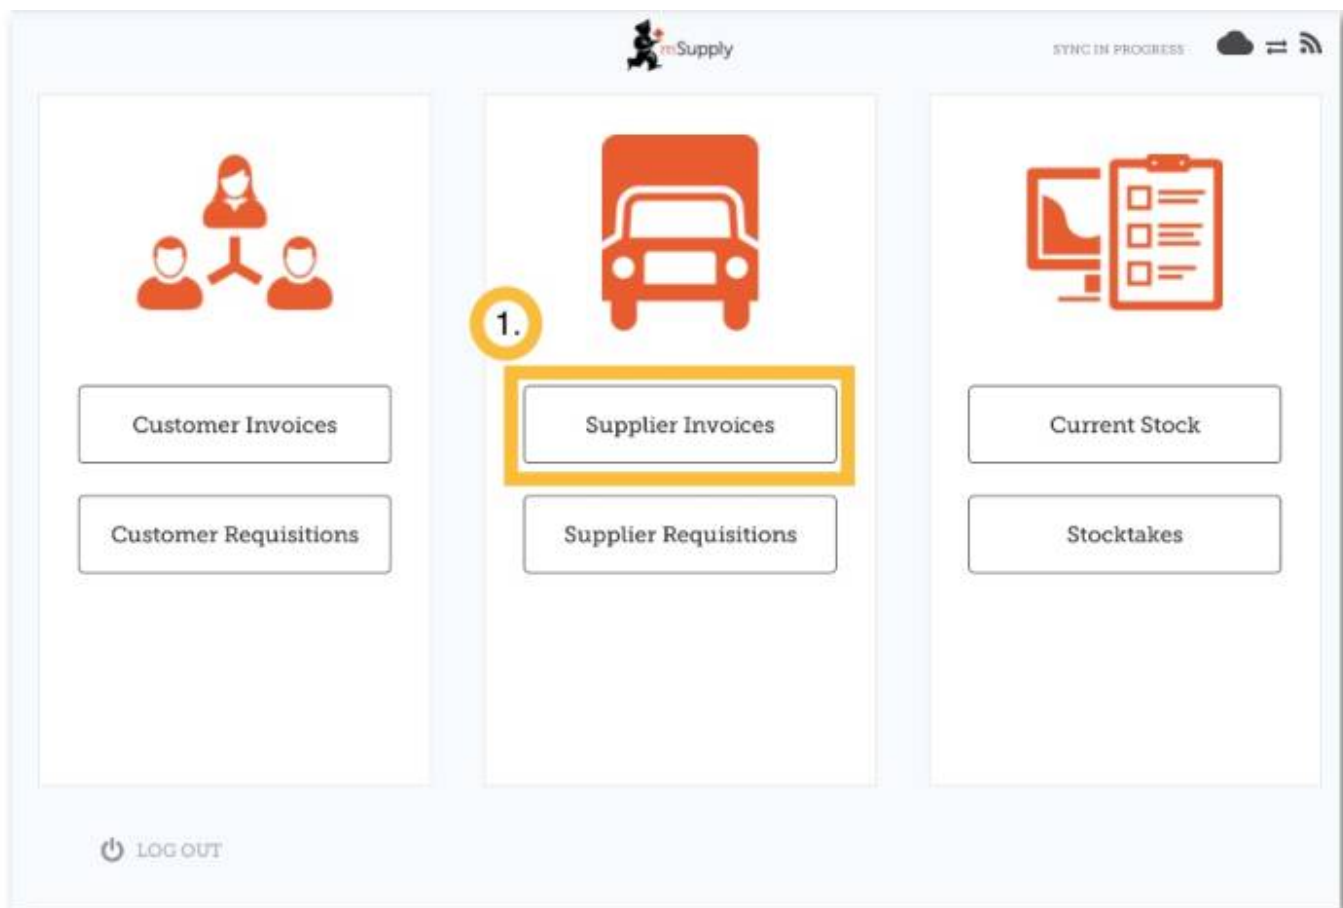 mSupply
SYNC IN PROGRESS
1.
Customer Invoices
Supplier Invoices
Current Stock
Customer Requisitions
Supplier Requisitions
Stocktakes
LOG OUT